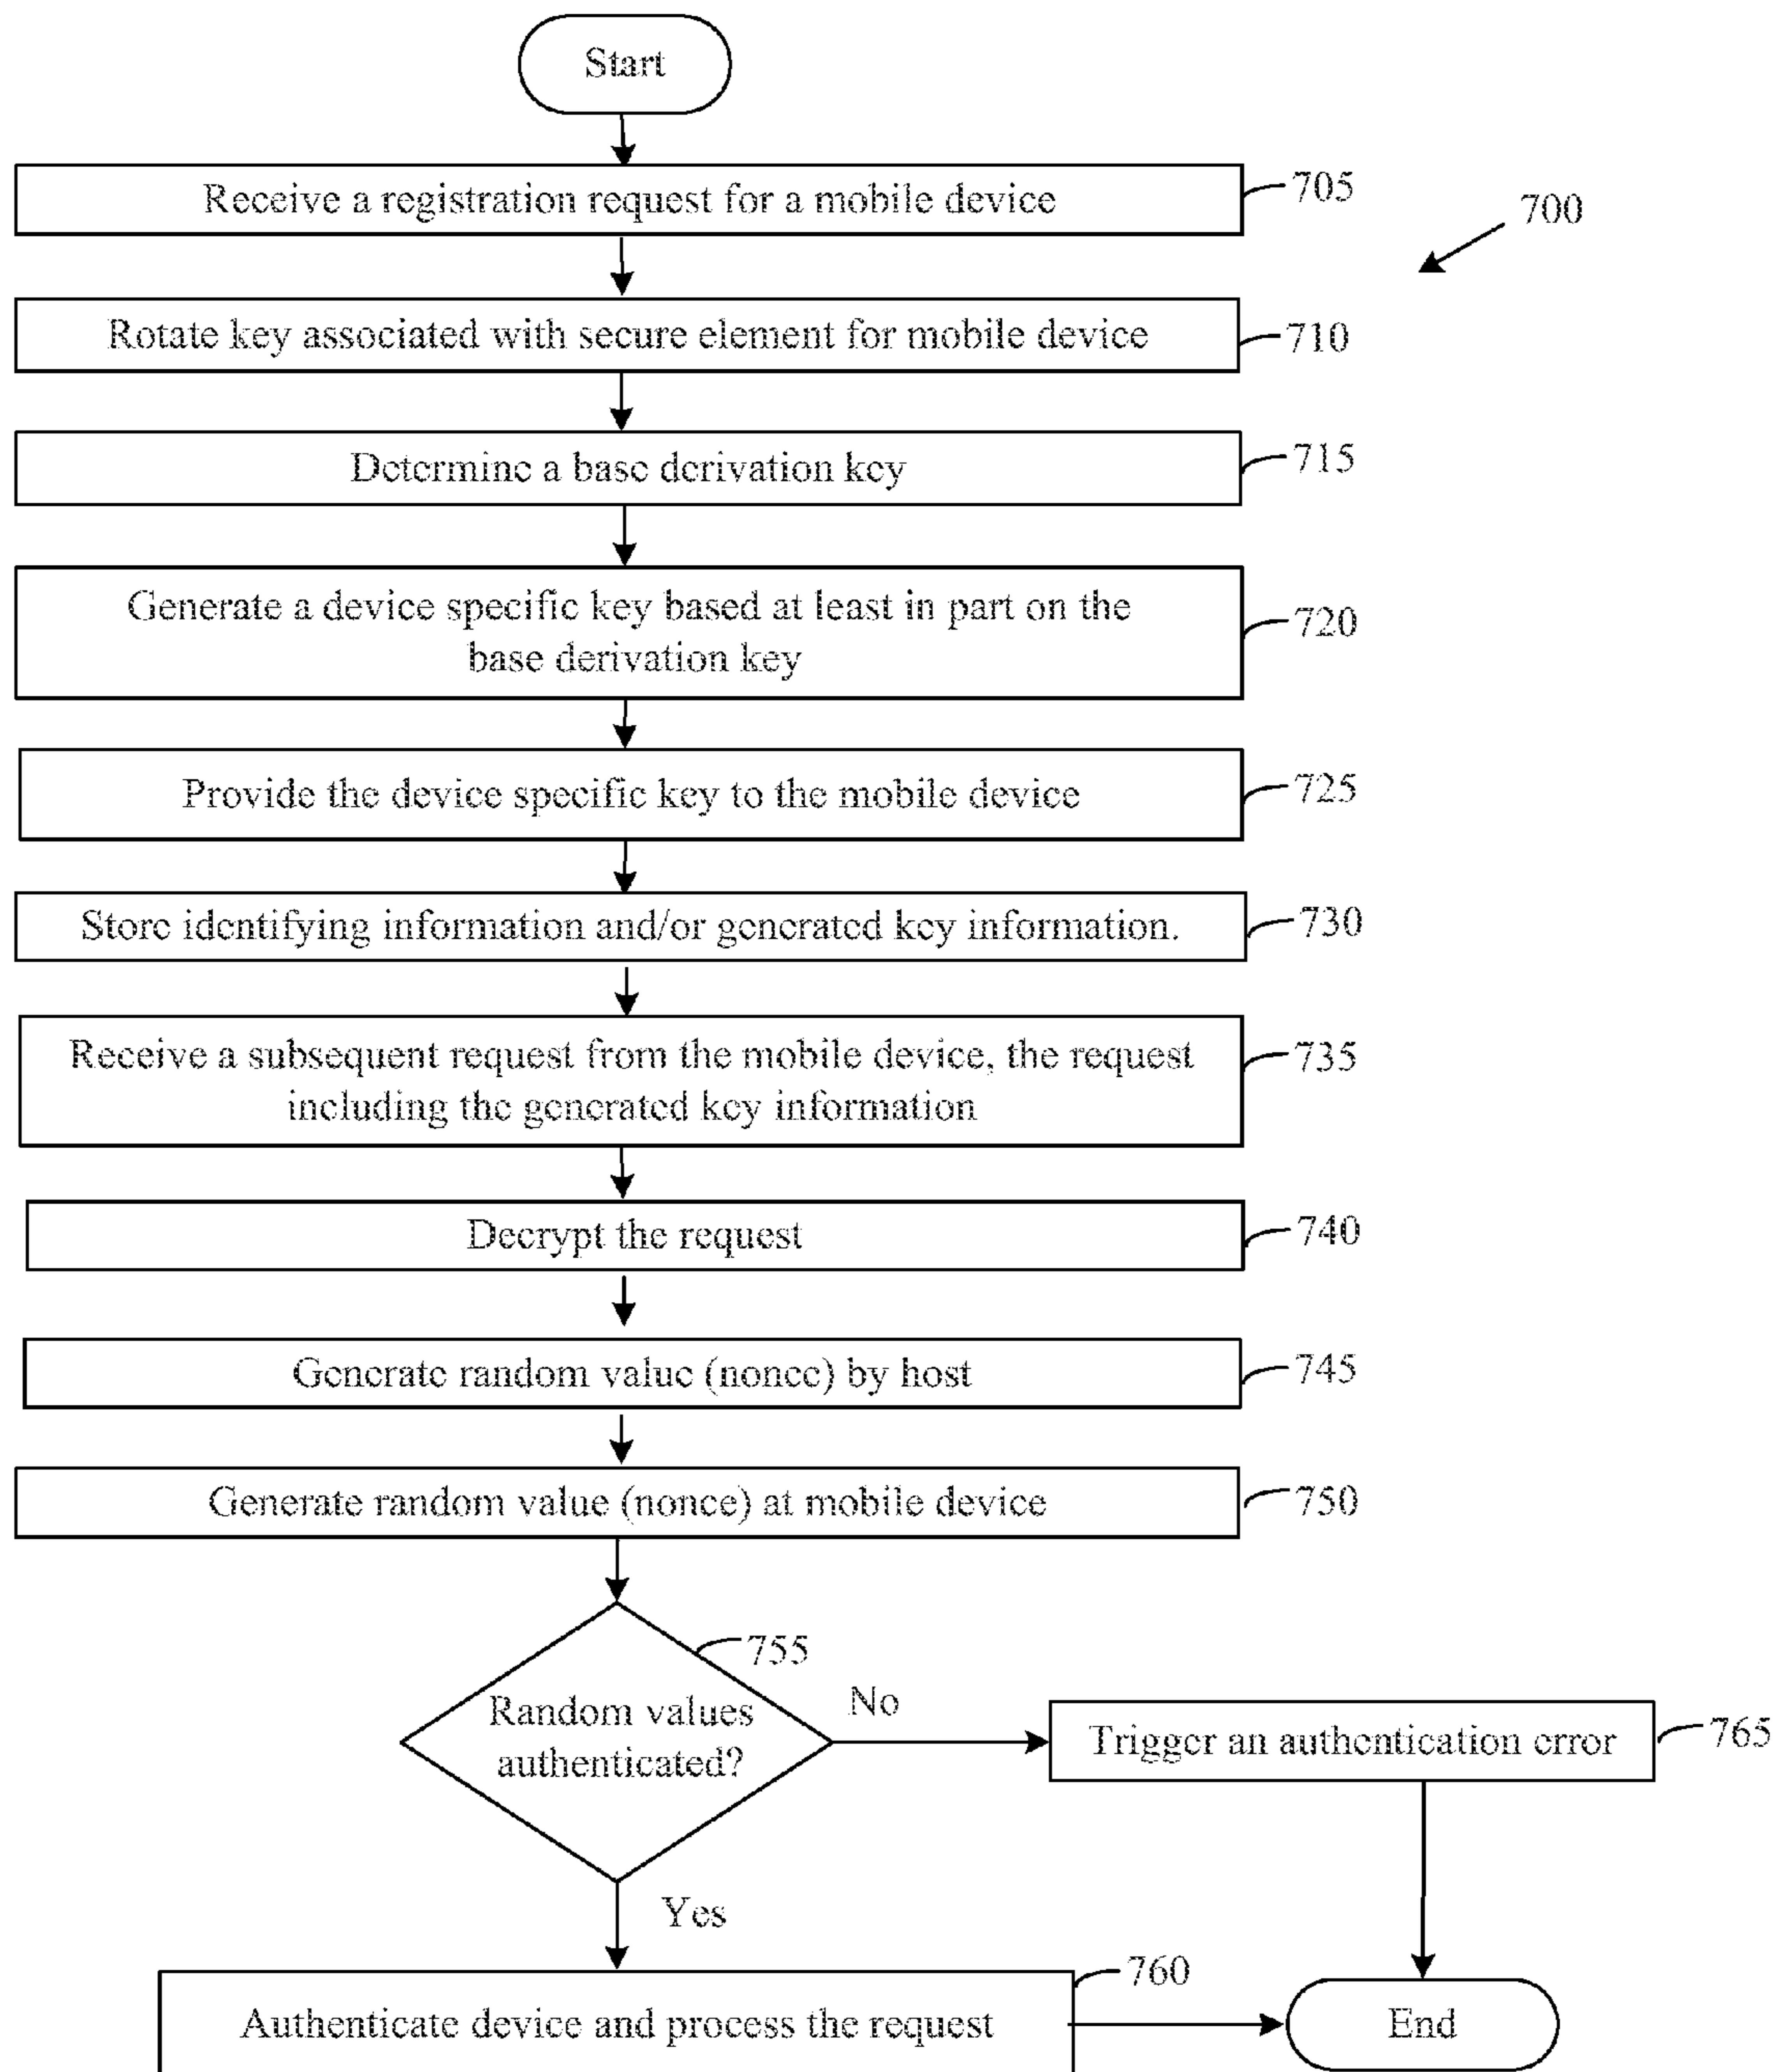 Start
Receive a registration request for a mobile device
705
700
Rotate key associated with secure element for mobile device
710
Determine a base derivation key
715
Generate a device specific key based at least in part on the
base derivation key
720
Provide the device specific key to the mobile device
725
Store identifying information and/or generated key information.
730
Receive a subsequent request from the mobile device, the request
including the generated key information
735
Decrypt the request
740
Generate random value (nonce) by host
745
Generate random value (nonce) at mobile device
750
755
Random values
authenticated?
No
Trigger an authentication error
765
Yes
760
Authenticate device and process the request
End